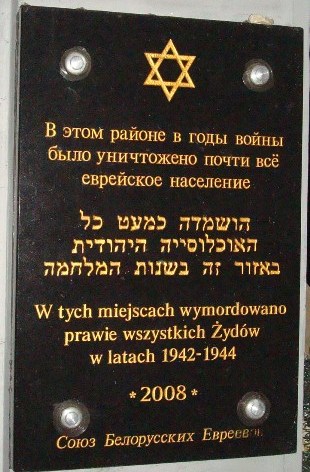 В этом районе в годы войны
было уничтожено почти всё
еврейское население
הושמדה כמעט כל
האוכלוסייה היהודית
באזור זה בשנות המלחמה
W tych miejscach wymordowano
prawie wszystkich Żydów
w latach 1942-1944
* 2008 *
Союз Белорусских Евреев